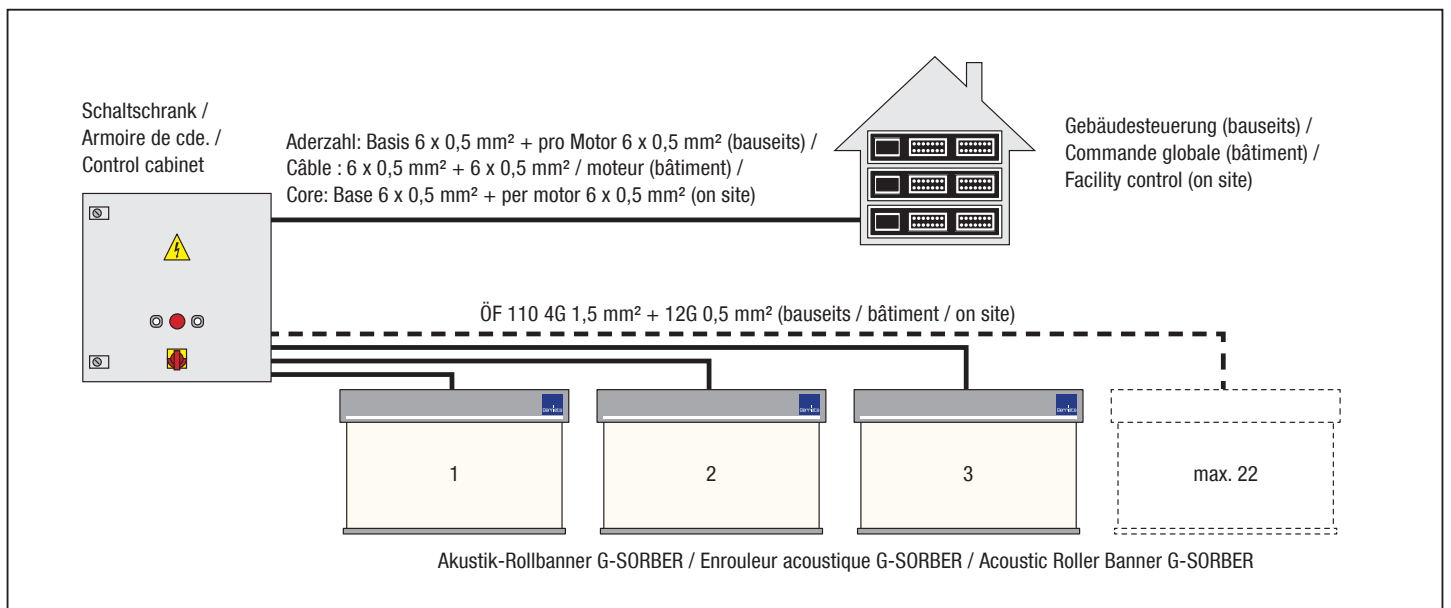 Schaltschrank /
Armoire de cde. /
Control cabinet
Aderzahl: Basis 6 x 0,5 mm² + pro Motor 6 x 0,5 mm² (bauseits) /
Câble : 6 x 0,5 mm² + 6 x 0,5 mm² / moteur (bâtiment) /
Core: Base 6 x 0,5 mm² + per motor 6 x 0,5 mm² (on site)
Gebäudesteuerung (bauseits) /
Commande globale (bâtiment) /
Facility control (on site)
ÖF 110 4G 1,5 mm² + 12G 0,5 mm² (bauseits / bâtiment / on site)
Gerriets
Gerriets
Gerriets
1
2
3
max. 22
Akustik-Rollbanner G-SORBER / Enrouleur acoustique G-SORBER / Acoustic Roller Banner G-SORBER